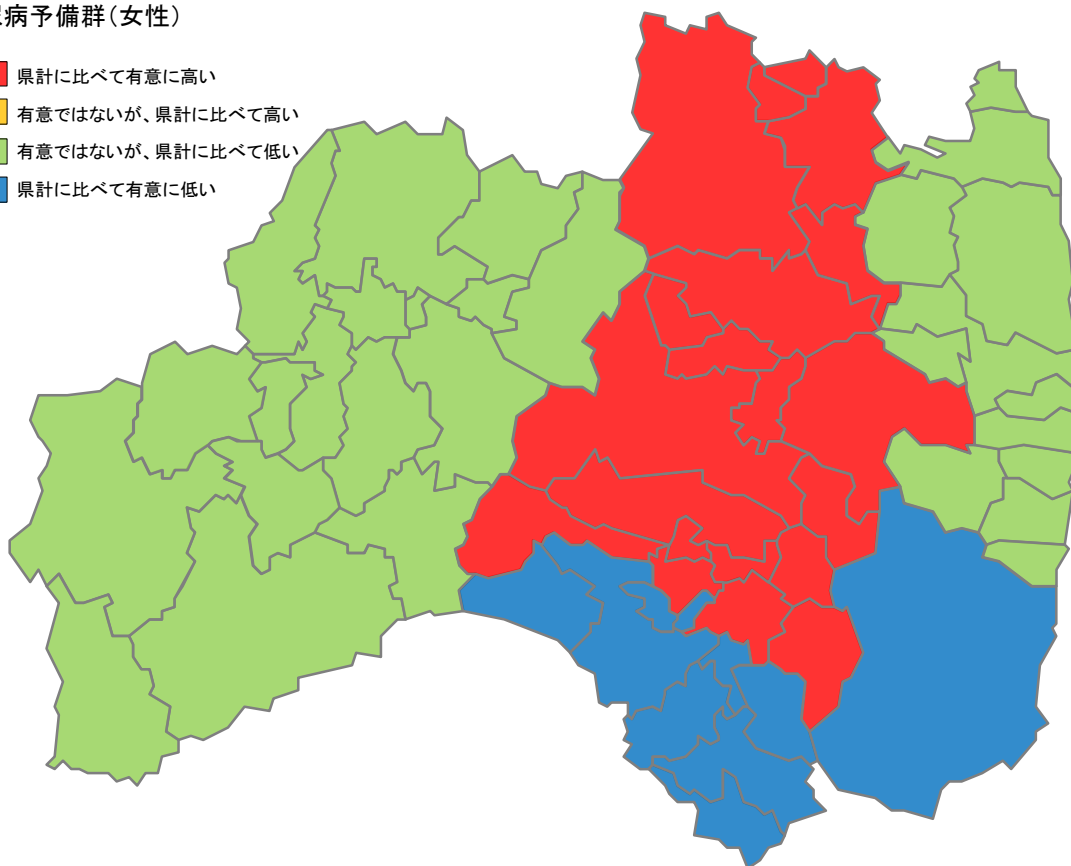 病予備群（女性）
県計に比べて有意に高い
有意ではないが、県計に比べて高い
有意ではないが、県計に比べて低い
県計に比べて有意に低い